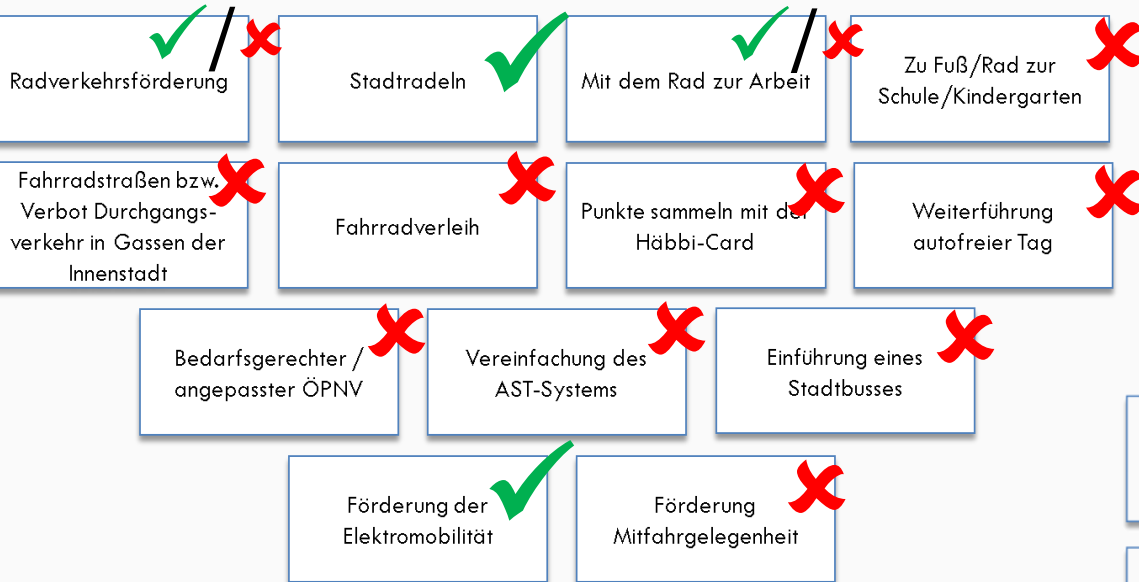 Radverkehrsförderung
Stadtradeln
Mit dem Rad zur Arbeit
Zu Fuß/Rad zur
Schule/Kindergarten
Fahrradstraßen bzw.
Verbot Durchgangs-
verkehr in Gassen der
Innenstadt
Fahrradverleih
Punkte sammeln mit der
Häbbi-Card
Weiterführung
autofreier Tag
Bedarfsgerechter /
angepasster ÖPNV
Vereinfachung des
AST-Systems
Einführung eines
Stadtbusses
Förderung der
Elektromobilität
Förderung
Mitfahrgelegenheit